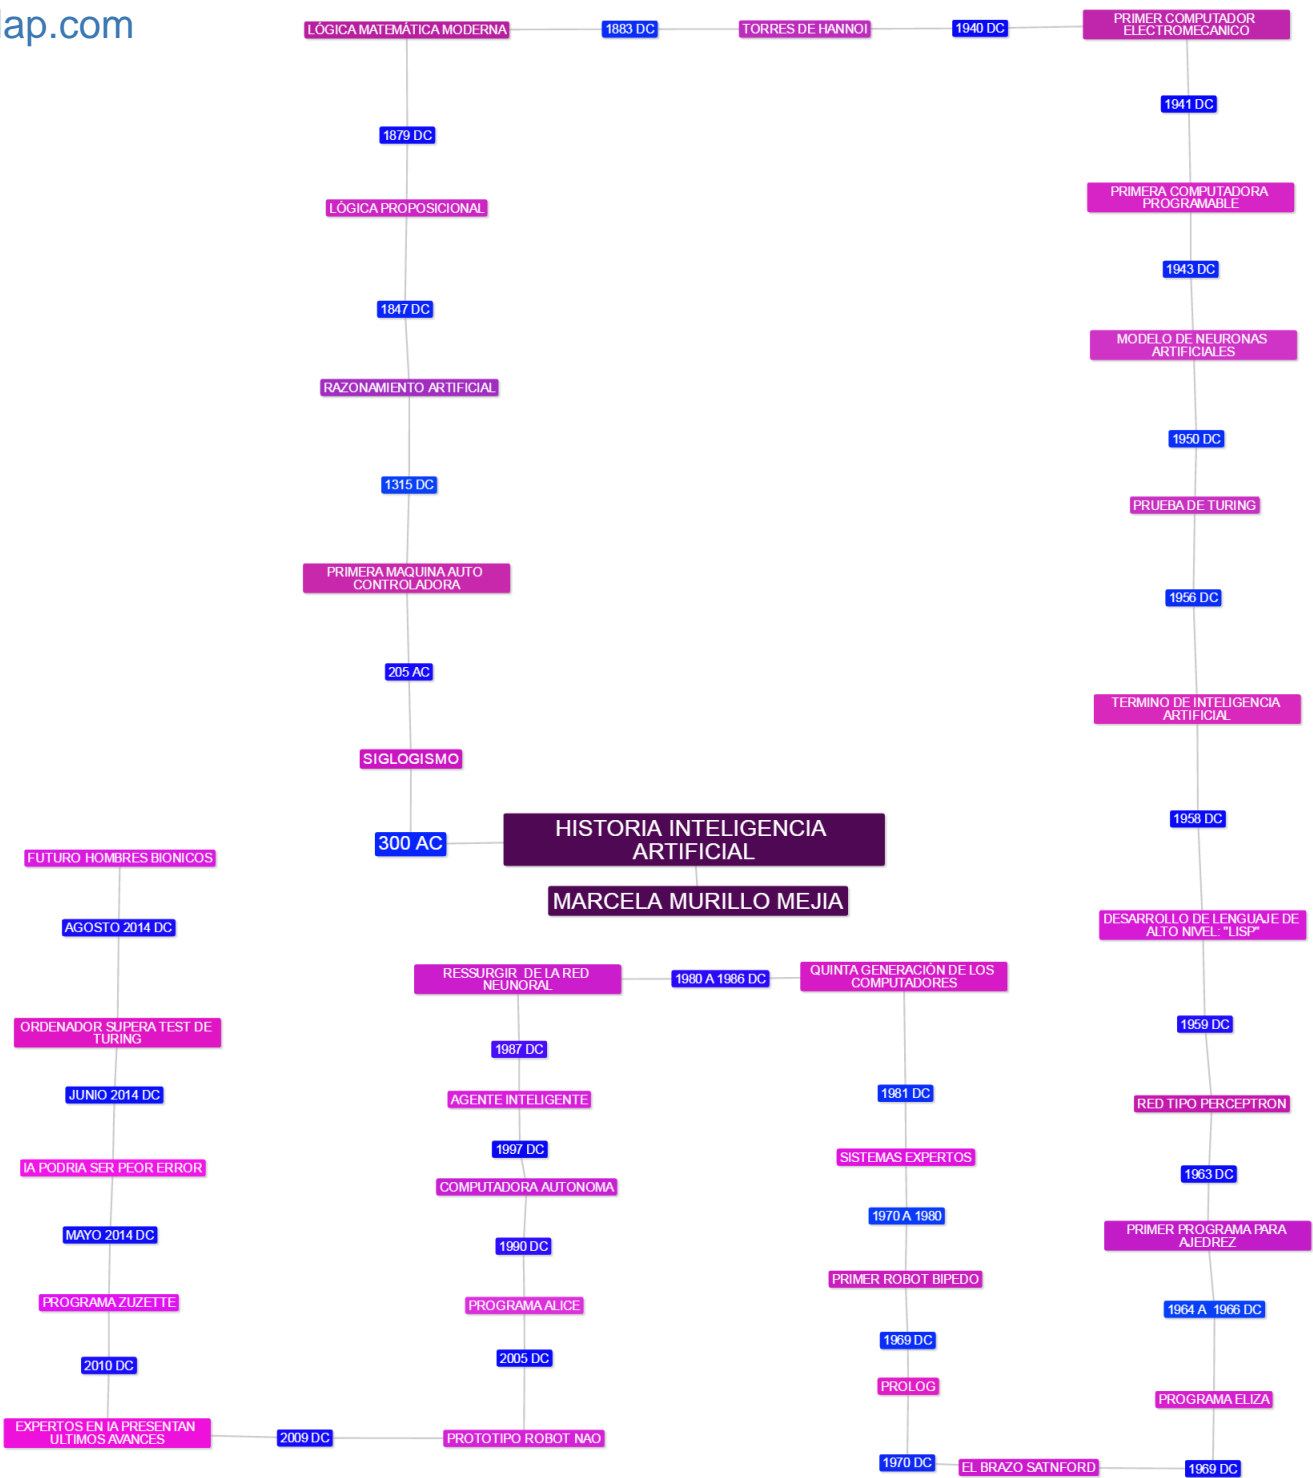 lap.com
HISTORIA INTELIGENCIA
ARTIFICIAL
MARCELA MURILLO MEJIA
300 AC
SIGLOGISMO
205 AC
PRIMERA MAQUINA AUTO
CONTROLADORA
1315 DC
RAZONAMIENTO ARTIFICIAL
1847 DC
LÓGICA PROPOSICIONAL
1879 DC
LÓGICA MATEMÁTICA MODERNA
1883 DC
TORRES DE HANNOI
1940 DC
PRIMER COMPUTADOR
ELECTROMECANICO
1941 DC
PRIMERA COMPUTADORA
PROGRAMABLE
1943 DC
MODELO DE NEURONAS
ARTIFICIALES
1950 DC
PRUEBA DE TURING
1956 DC
TERMINO DE INTELIGENCIA
ARTIFICIAL
1958 DC
DESARROLLO DE LENGUAJE DE
ALTO NIVEL: "LISP"
1959 DC
RED TIPO PERCEPTRON
1963 DC
PRIMER PROGRAMA PARA
AJEDREZ
1964 A 1966 DC
PROGRAMA ELIZA
1969 DC
EL BRAZO SATNFORD
1970 DC
PROLOG
1969 DC
PRIMER ROBOT BIPEDO
1970 A 1980
SISTEMAS EXPERTOS
1981 DC
QUINTA GENERACIÓN DE LOS
COMPUTADORES
1980 A 1986 DC
RESSURGIR DE LA RED
NEUNORAL
1987 DC
AGENTE INTELIGENTE
1997 DC
COMPUTADORA AUTONOMA
1990 DC
PROGRAMA ALICE
2005 DC
PROTOTIPO ROBOT NAO
2009 DC
EXPERTOS EN IA PRESENTAN
ULTIMOS AVANCES
2010 DC
PROGRAMA ZUZETTE
MAYO 2014 DC
IA PODRIA SER PEOR ERROR
JUNIO 2014 DC
ORDENADOR SUPERA TEST DE
TURING
AGOSTO 2014 DC
FUTURO HOMBRES BIONICOS